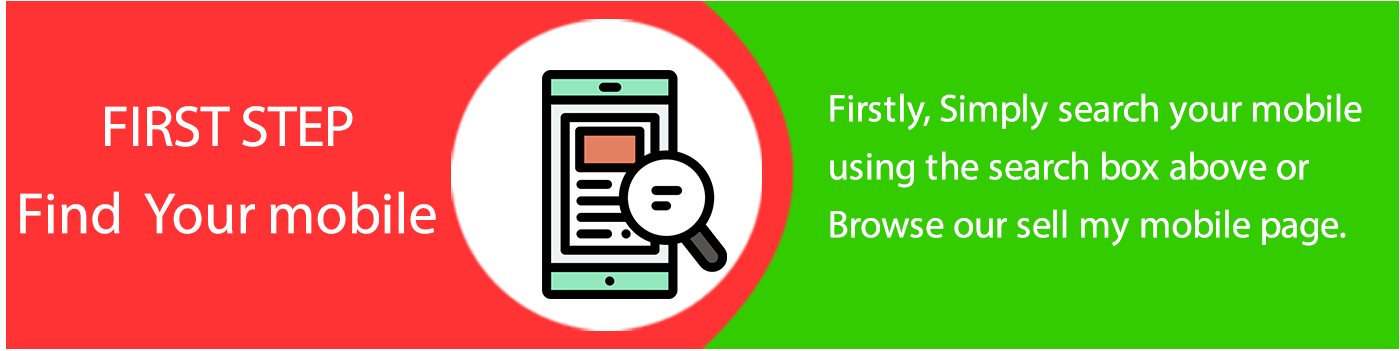 FIRST STEP
Find Your mobile
Firstly, Simply search your mobile
using the search box above or
Browse our sell my mobile page.